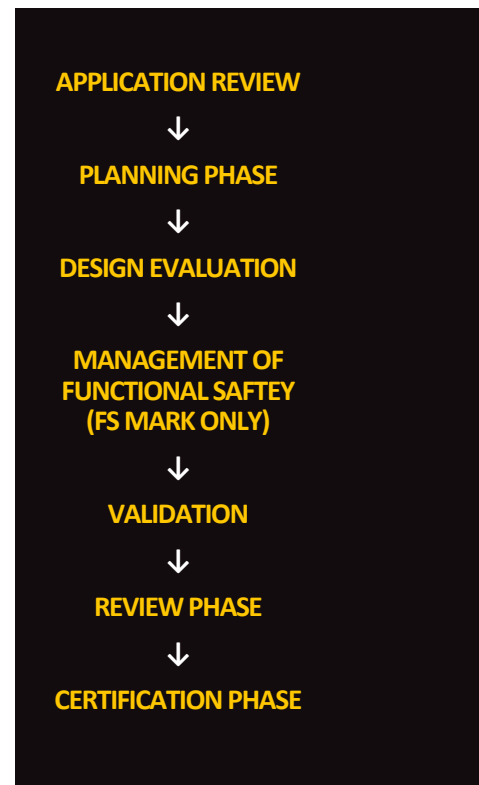 APPLICATION REVIEW
↓
PLANNING PHASE
↓
DESIGN EVALUATION
↓
MANAGEMENT OF
FUNCTIONAL SAFTEY
(FS MARK ONLY)
↓
VALIDATION
↓
REVIEW PHASE
↓
CERTIFICATION PHASE